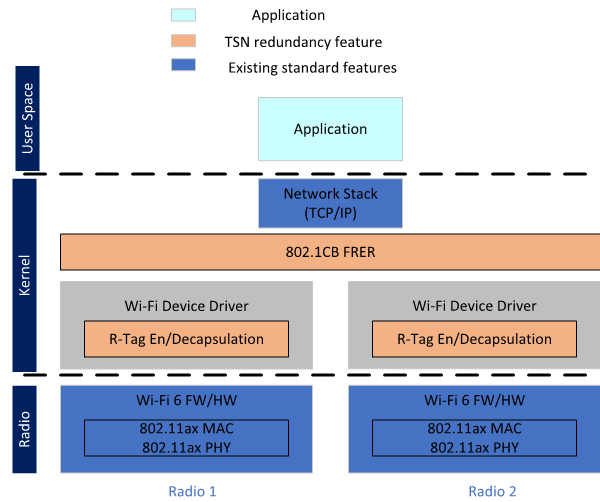 Application
TSN redundancy feature
Existing standard features
User Space
Application
Kernel
Network Stack
(TCP/IP)
802.1CB FRER
Wi-Fi Device Driver
R-Tag En/Decapsulation
Wi-Fi Device Driver
R-Tag En/Decapsulation
Radio
Wi-Fi 6 FW/HW
802.11ax MAC
802.11ax PHY
Wi-Fi 6 FW/HW
802.11ax MAC
802.11ax PHY
Radio 1
Radio 2